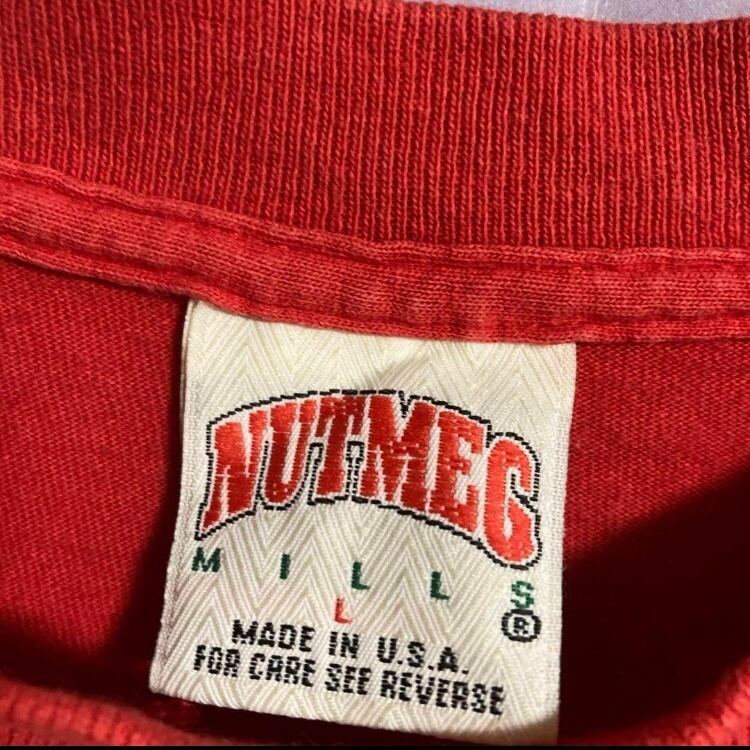 NUTMEG
MILLS®
L
MADE IN U.S.A.
FOR CARE SEE REVERSE